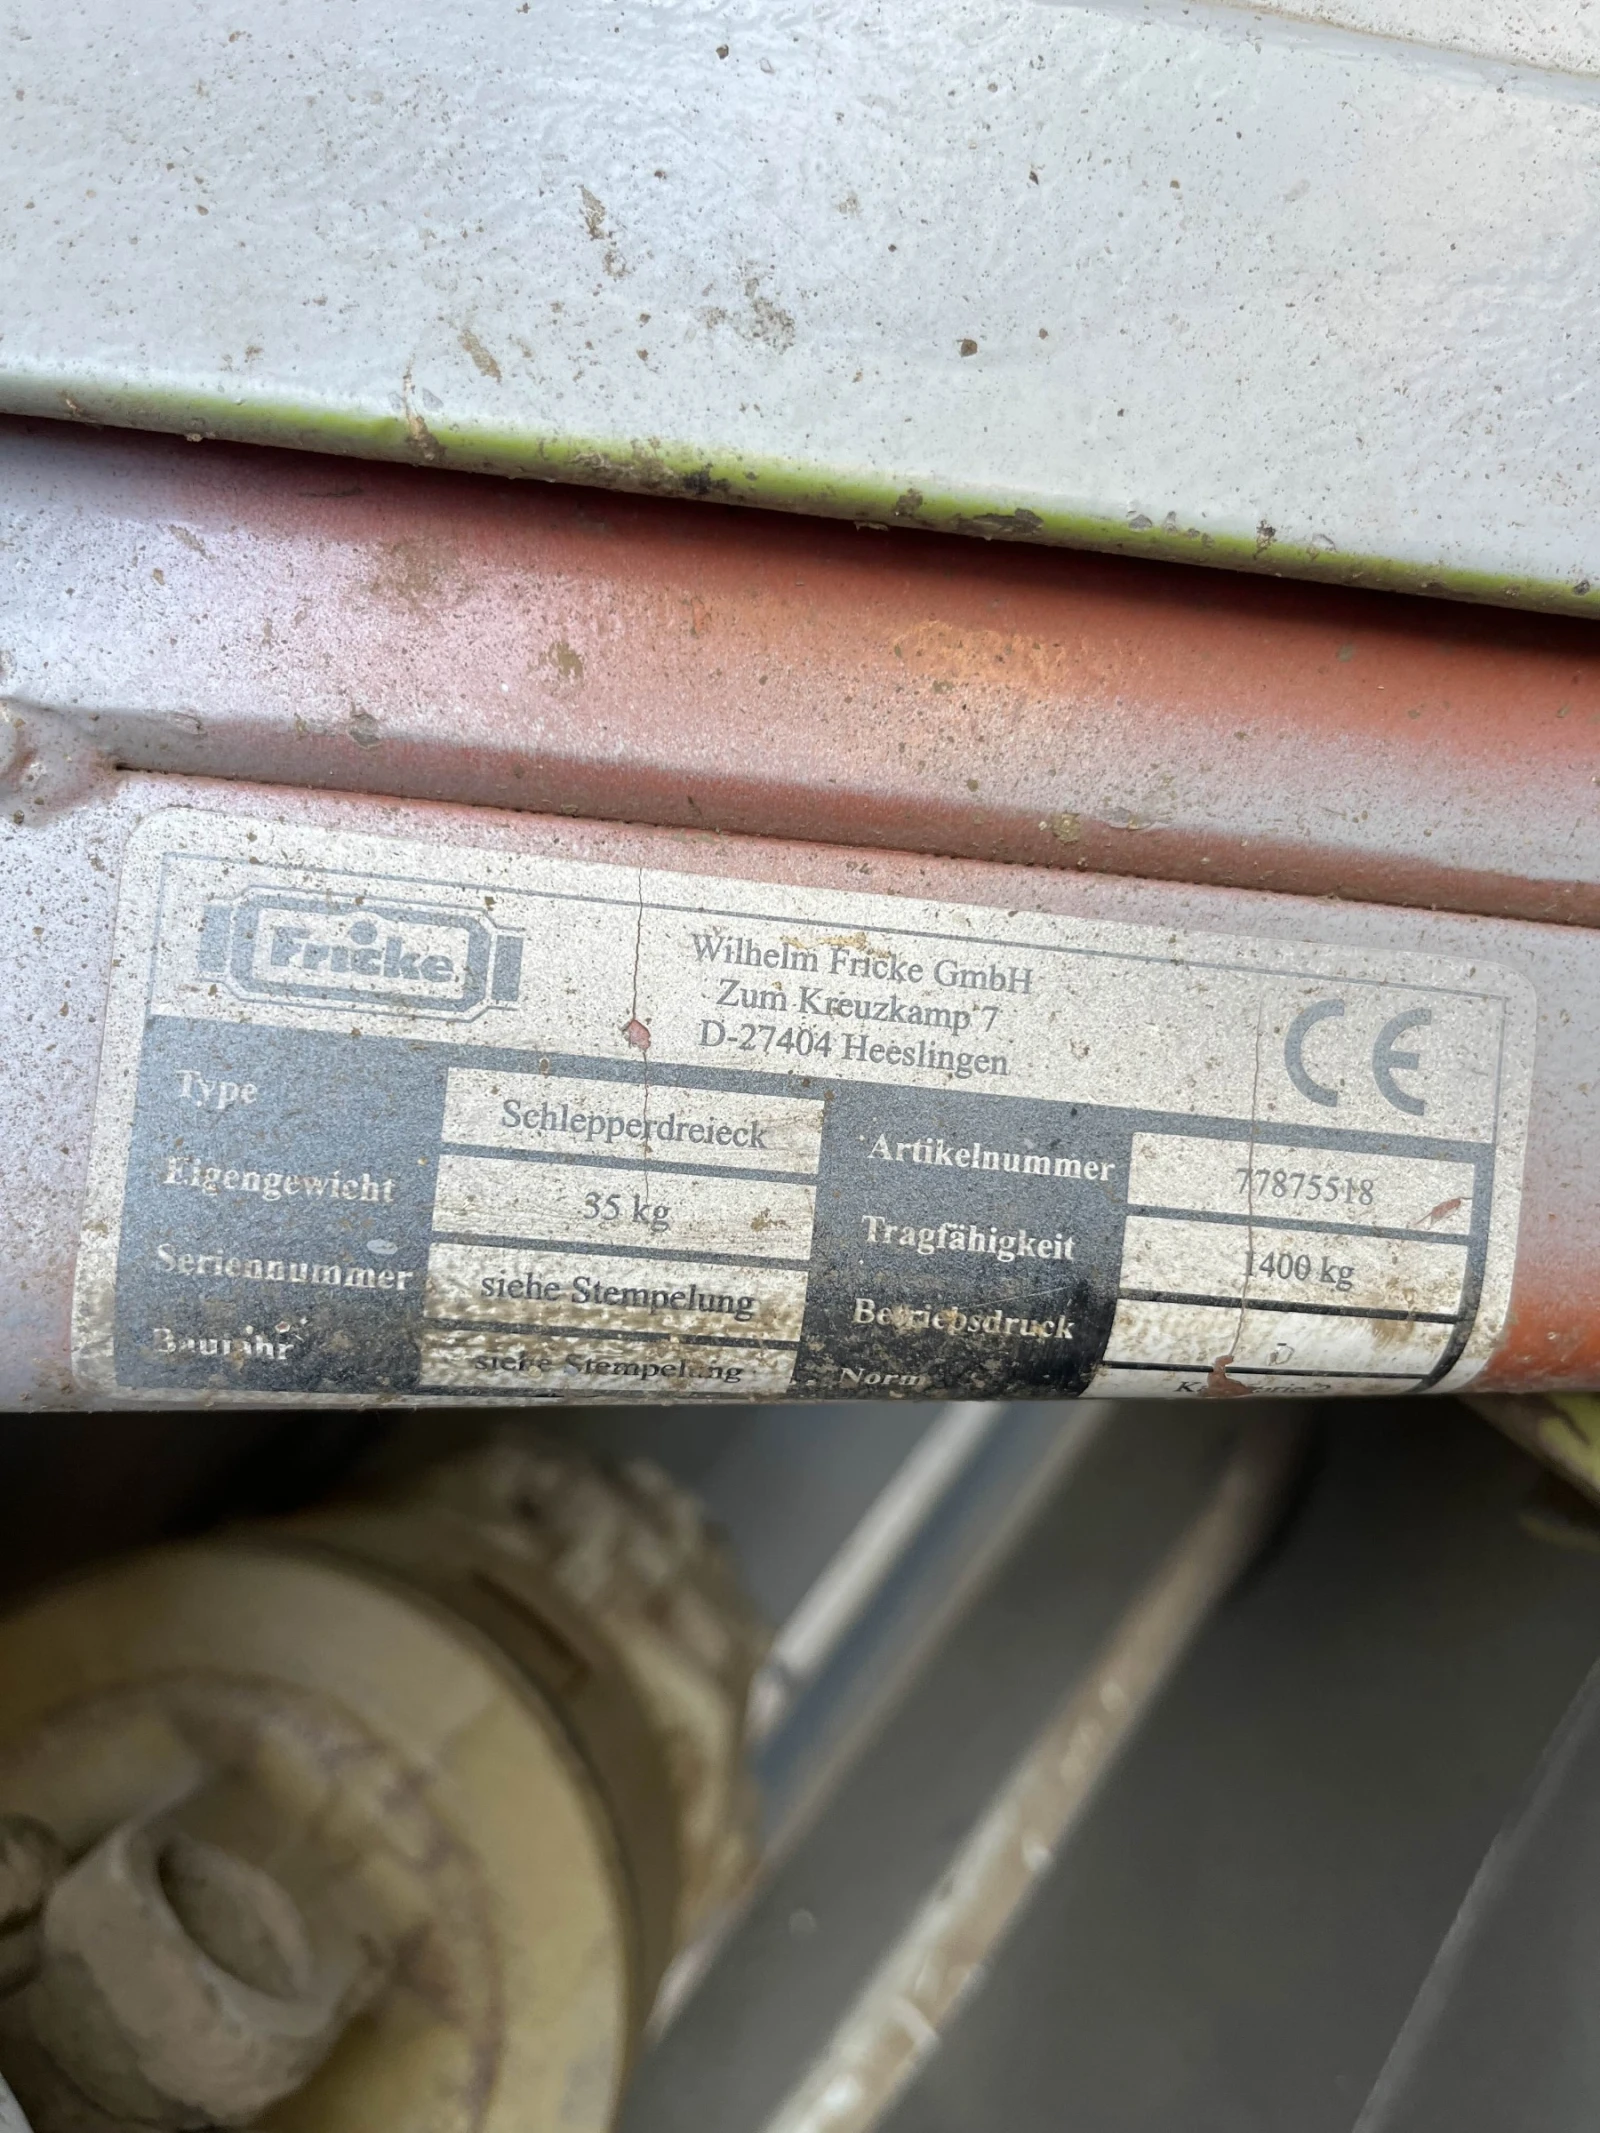 Fricke
Wilhelm Fricke GmbH
Zum Kreuzkamp 7
D-27404 Heeslingen
CE
Type Schlepperdreieck Artikelnummer 77875518
Eigengewicht 35 kg Tragfähigkeit 1400 kg
Seriennummer siehe Stempelung Betriebsdruck
Baujahr siehe Stempelung Norm